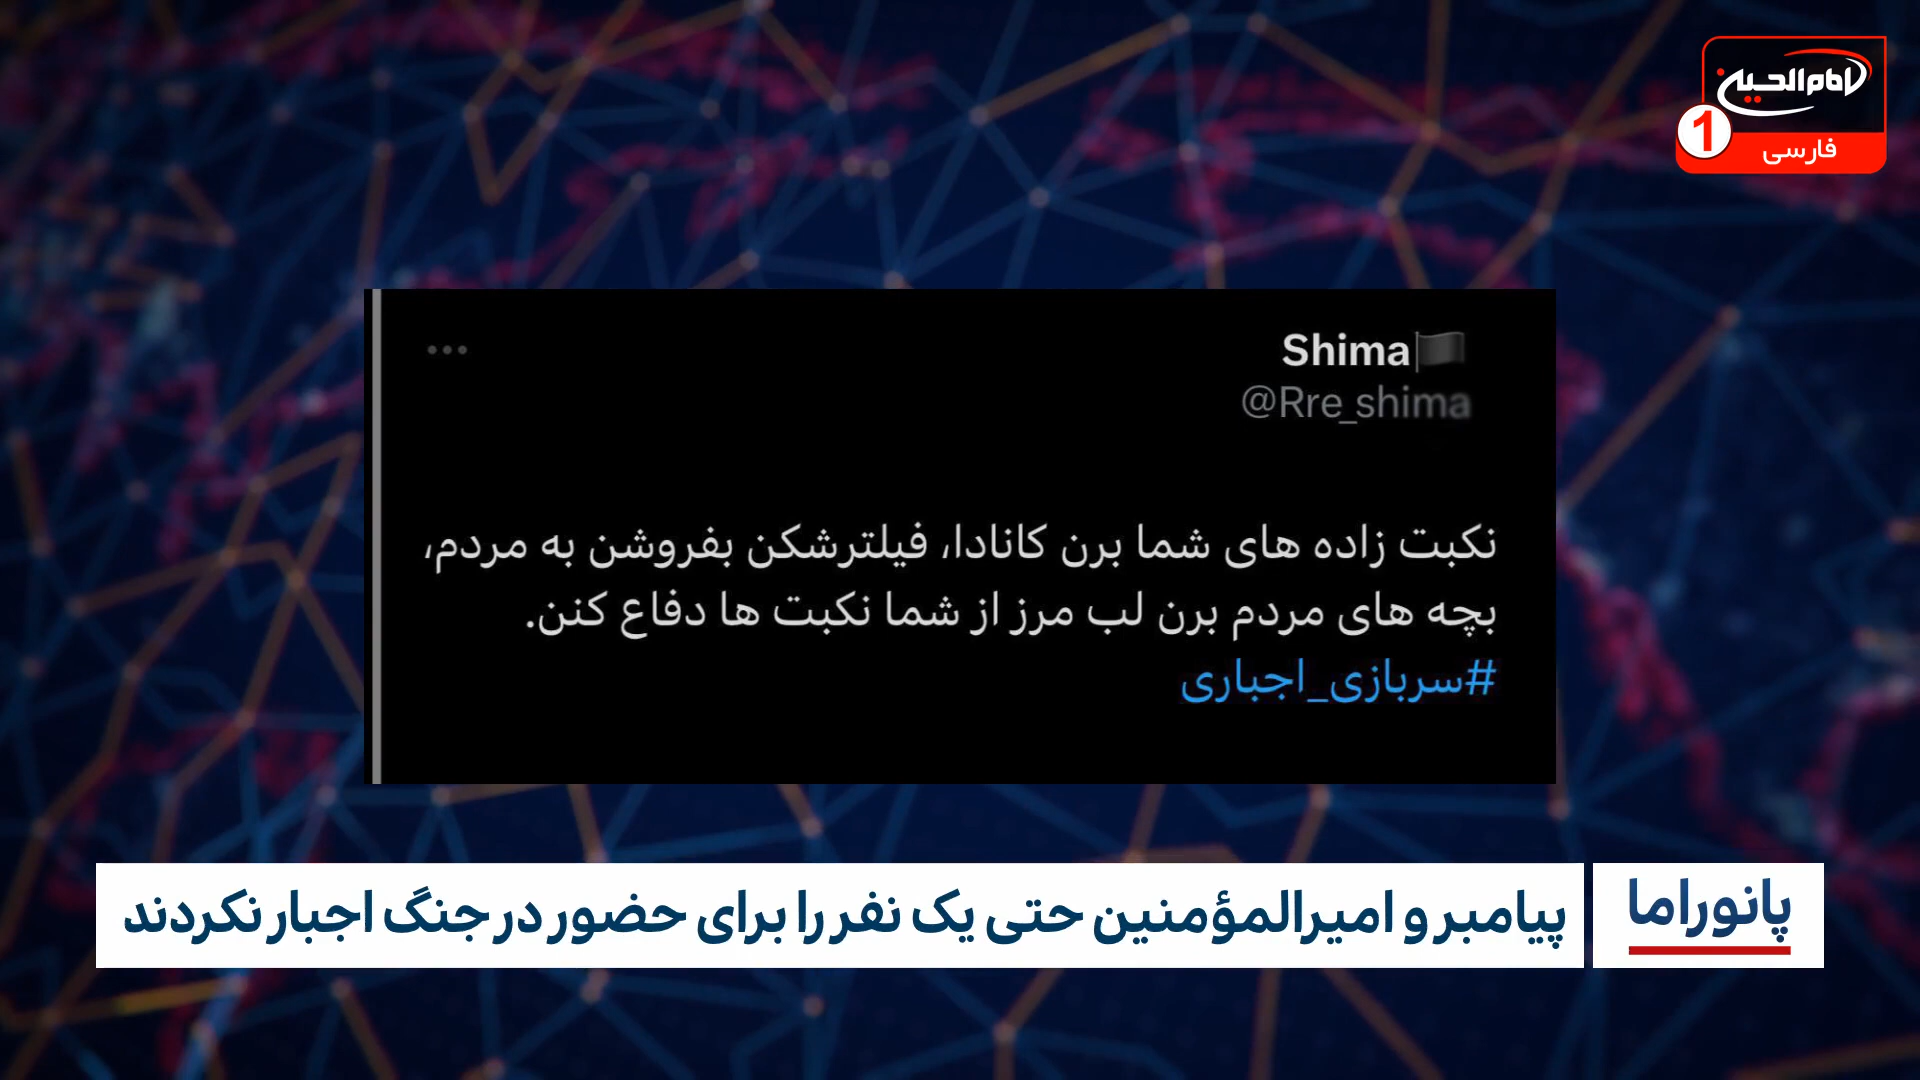 امام الحسین
1
فارسی
Shima🏴
@Rre_shima
نکبت زاده های شما برن کانادا، فیلترشکن بفروشن به مردم،
بچه های مردم برن لب مرز از شما نکبت ها دفاع کنن.
#سربازی_اجباری
پانوراما
پیامبر و امیرالمؤمنین حتی یک نفر را برای حضور در جنگ اجبار نکردند